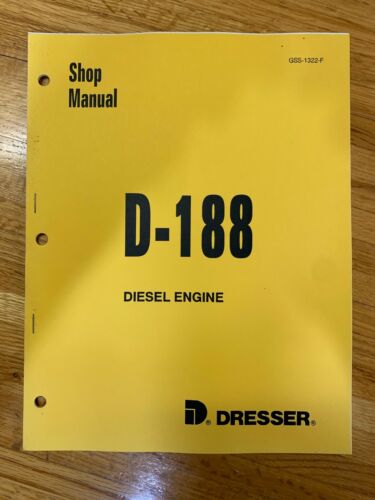 GSS-1322-F
Shop
Manual
D-188
DIESEL ENGINE
D® DRESSER®